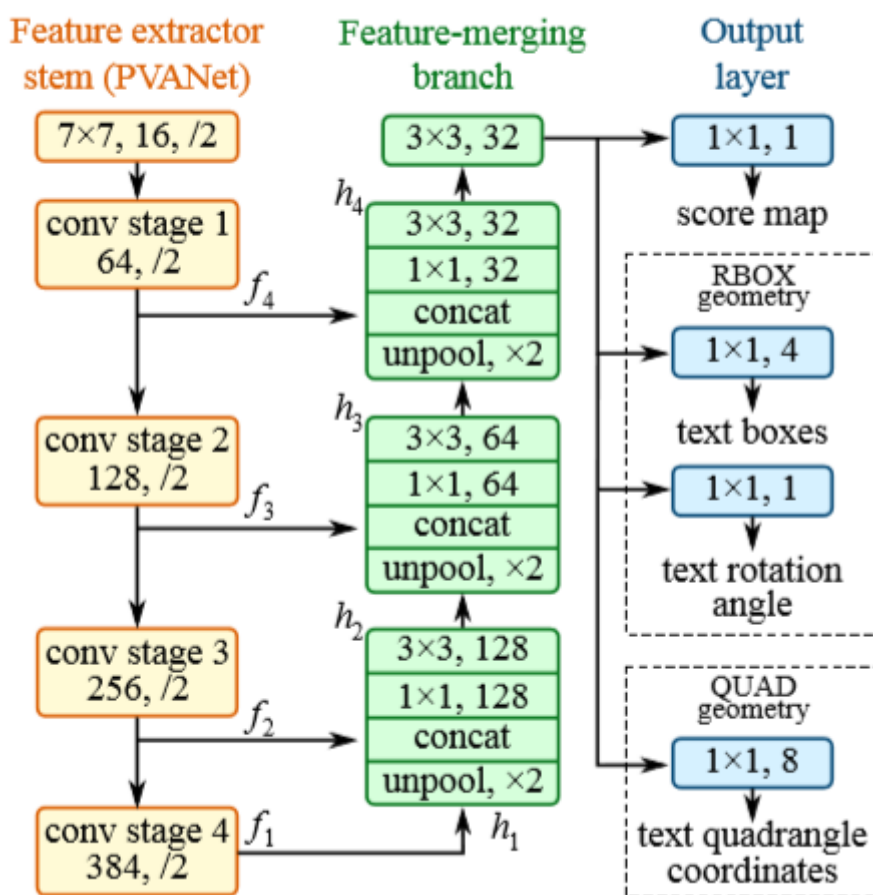 Feature extractor
stem (PVANet)
7×7, 16, /2
conv stage 1
64, /2
f4
conv stage 2
128, /2
f3
conv stage 3
256, /2
f2
conv stage 4
384, /2
f1
Feature-merging
branch
3×3, 32
h4
3×3, 32
1×1, 32
concat
unpool, ×2
h3
3×3, 64
1×1, 64
concat
unpool, ×2
h2
3×3, 128
1×1, 128
concat
unpool, ×2
h1
Output
layer
1×1, 1
score map
RBOX
geometry
1×1, 4
text boxes
1×1, 1
text rotation
angle
QUAD
geometry
1×1, 8
text quadrangle
coordinates